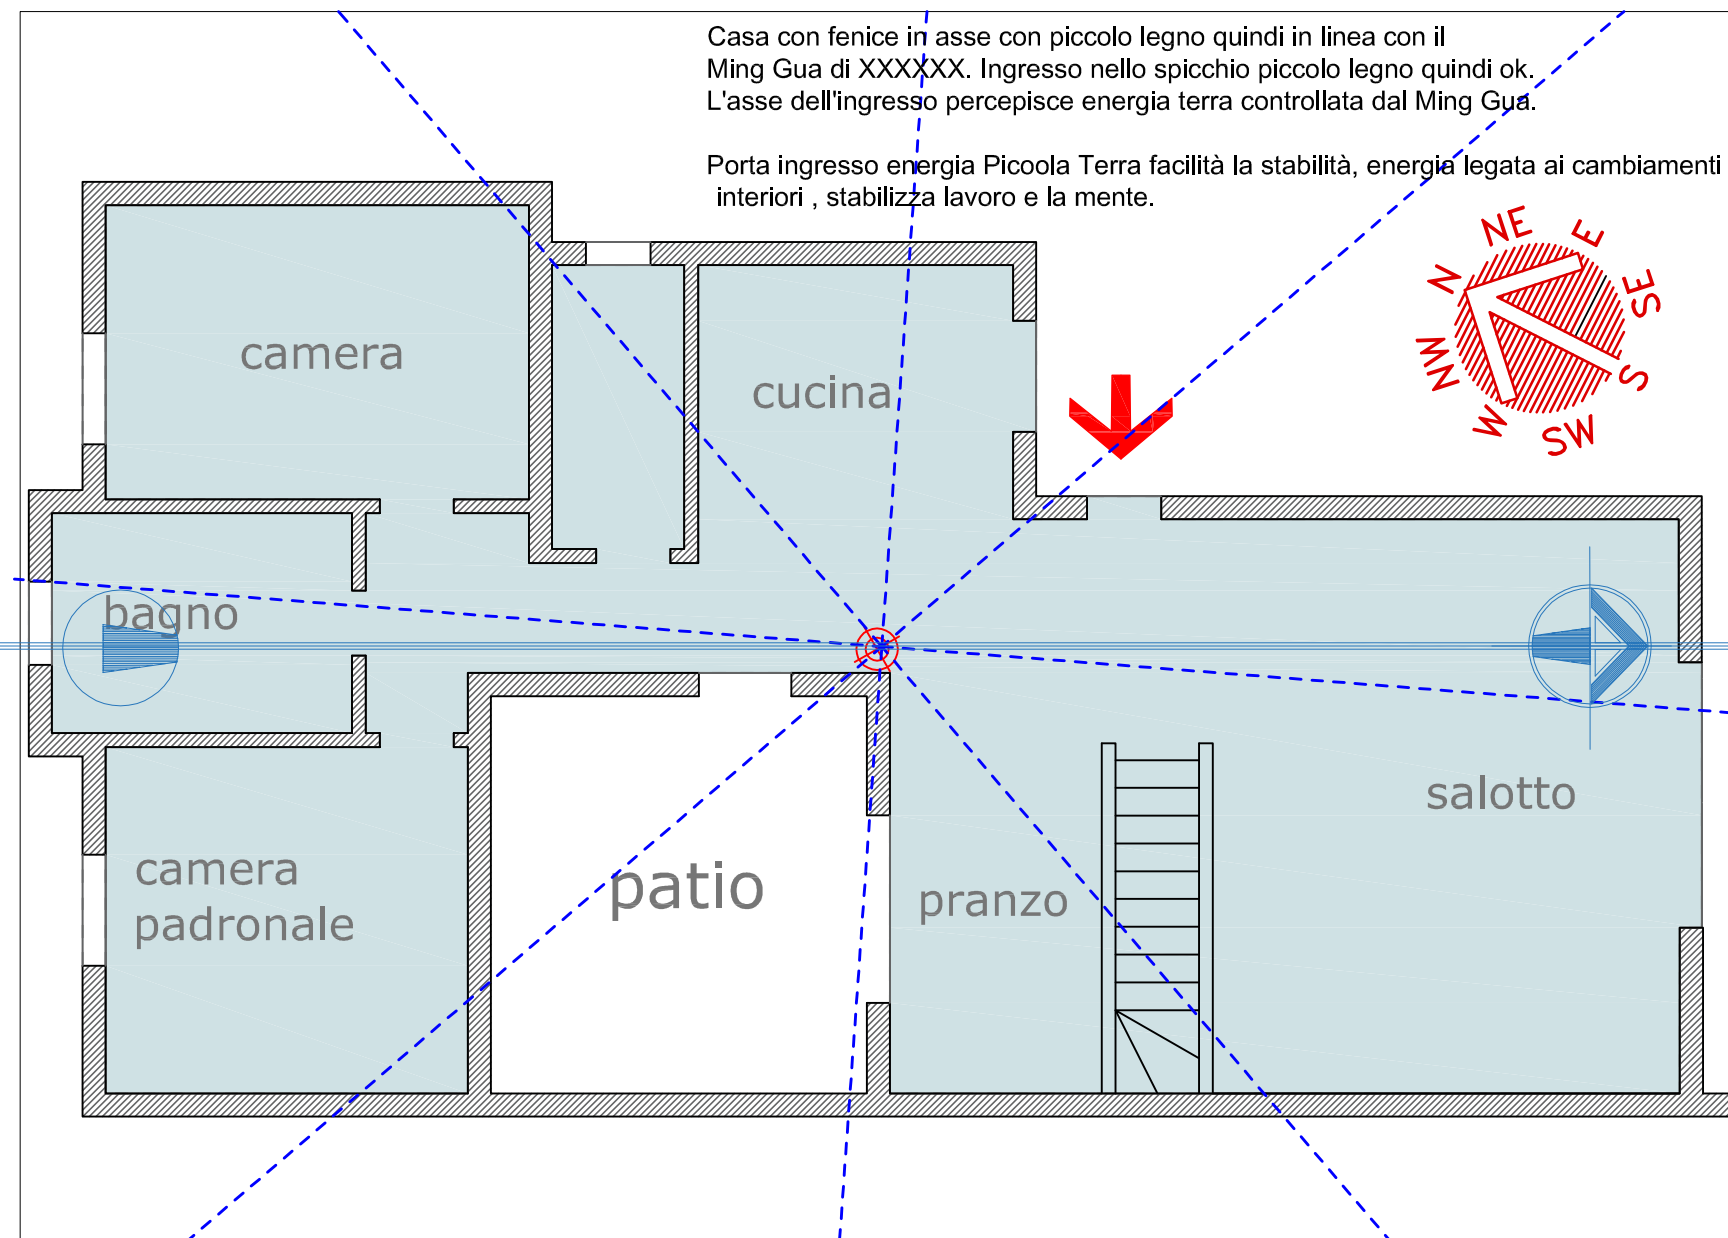 Casa con fenice in asse con piccolo legno quindi in linea con il
Ming Gua di XXXXXX. Ingresso nello spicchio piccolo legno quindi ok.
L'asse dell'ingresso percepisce energia terra controllata dal Ming Gua.
Porta ingresso energia Picoola Terra facilità la stabilità, energia legata ai cambiamenti
interiori , stabilizza lavoro e la mente.
NE
E
N
SE
NW
S
W
SW
camera
cucina
bagno
salotto
camera
padronale
patio
pranzo